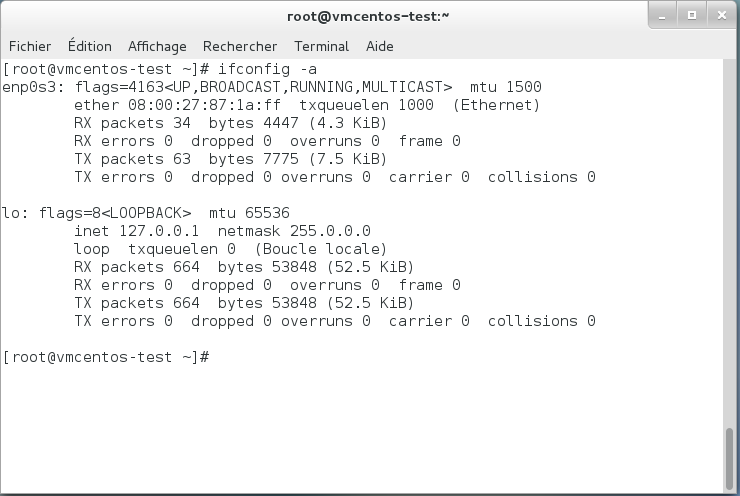 root@vmcentos-test:~
Fichier Édition Affichage Rechercher Terminal Aide
[root@vmcentos-test ~]# ifconfig -a
enp0s3: flags=4163<UP,BROADCAST,RUNNING,MULTICAST>  mtu 1500
        ether 08:00:27:87:1a:ff  txqueuelen 1000  (Ethernet)
        RX packets 34  bytes 4447 (4.3 KiB)
        RX errors 0  dropped 0  overruns 0  frame 0
        TX packets 63  bytes 7775 (7.5 KiB)
        TX errors 0  dropped 0 overruns 0  carrier 0  collisions 0

lo: flags=8<LOOPBACK>  mtu 65536
        inet 127.0.0.1  netmask 255.0.0.0
        loop  txqueuelen 0  (Boucle locale)
        RX packets 664  bytes 53848 (52.5 KiB)
        RX errors 0  dropped 0  overruns 0  frame 0
        TX packets 664  bytes 53848 (52.5 KiB)
        TX errors 0  dropped 0 overruns 0  carrier 0  collisions 0

[root@vmcentos-test ~]#